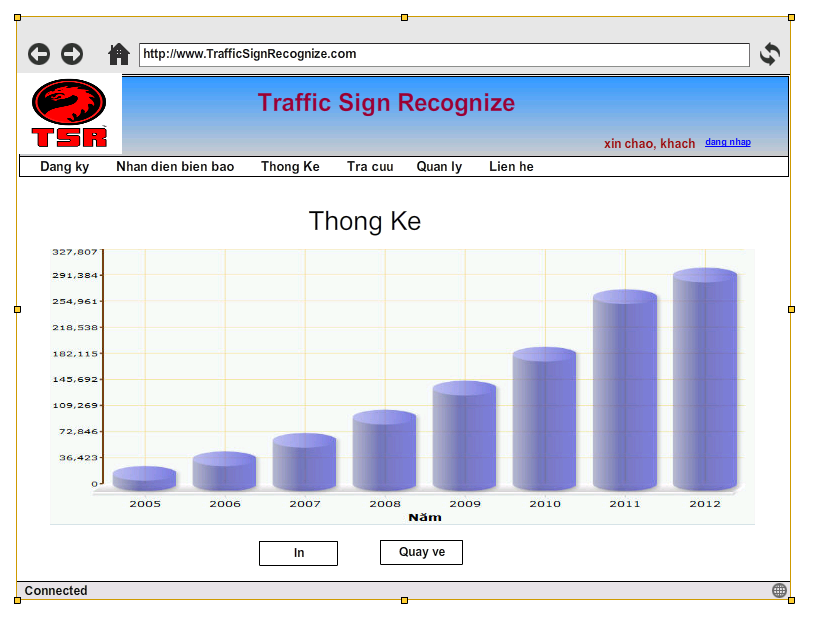 http://www.TrafficSignRecognize.com
TSR
Traffic Sign Recognize
xin chao, khach dang nhap
Dang ky Nhan dien bien bao Thong Ke Tra cuu Quan ly Lien he
Thong Ke
327,807
291,384
254,961
218,538
182,115
145,692
109,269
72,846
36,423
0
2005 2006 2007 2008 2009 2010 2011 2012
Năm
In Quay ve
Connected